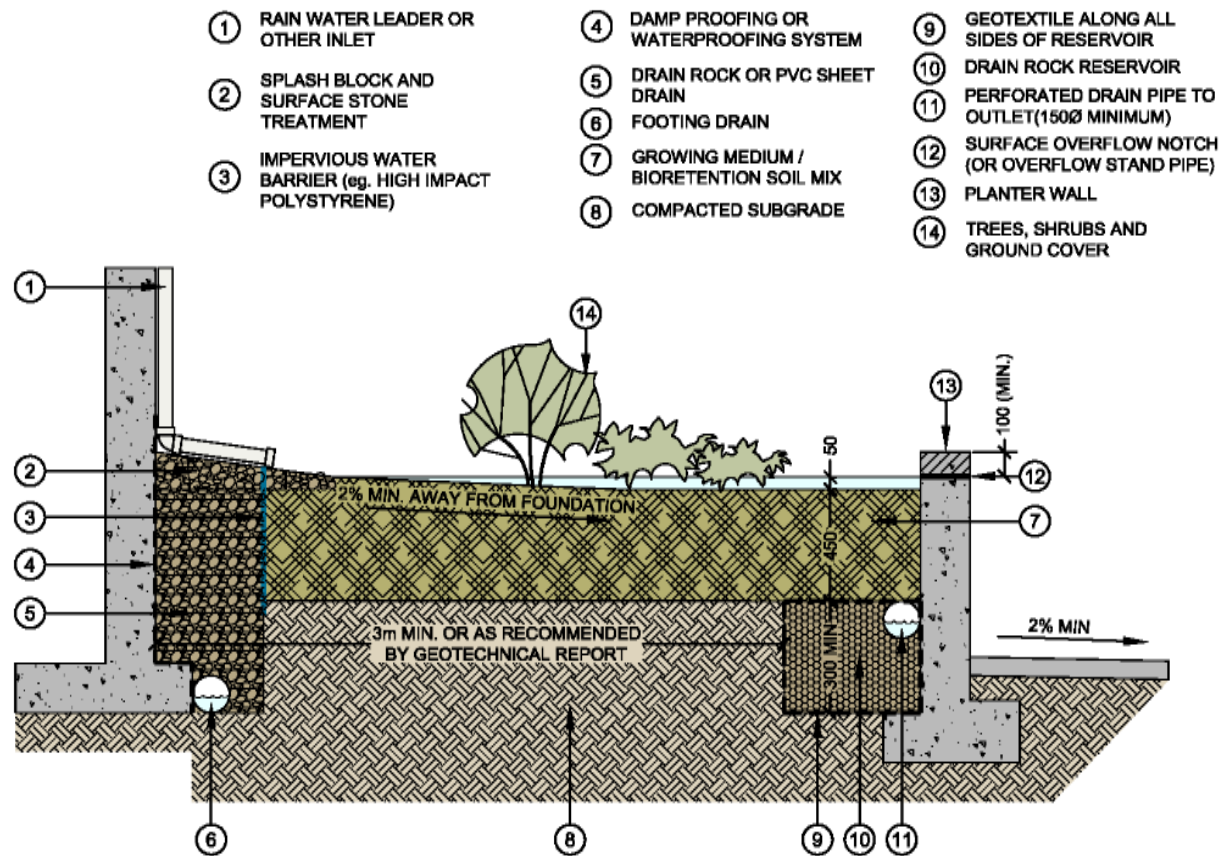 1 RAIN WATER LEADER OR
OTHER INLET
2 SPLASH BLOCK AND
SURFACE STONE
TREATMENT
3 IMPERVIOUS WATER
BARRIER (eg. HIGH IMPACT
POLYSTYRENE)
4 DAMP PROOFING OR
WATERPROOFING SYSTEM
5 DRAIN ROCK OR PVC SHEET
DRAIN
6 FOOTING DRAIN
7 GROWING MEDIUM /
BIORETENTION SOIL MIX
8 COMPACTED SUBGRADE
9 GEOTEXTILE ALONG ALL
SIDES OF RESERVOIR
10 DRAIN ROCK RESERVOIR
11 PERFORATED DRAIN PIPE TO
OUTLET(150Ø MINIMUM)
12 SURFACE OVERFLOW NOTCH
(OR OVERFLOW STAND PIPE)
13 PLANTER WALL
14 TREES, SHRUBS AND
GROUND COVER
1
14
13
100 (MIN.)
50
2
12
2% MIN. AWAY FROM FOUNDATION
3
7
450
4
5
3m MIN. OR AS RECOMMENDED
BY GEOTECHNICAL REPORT
300 MIN
2% MIN
6
8
9
10
11